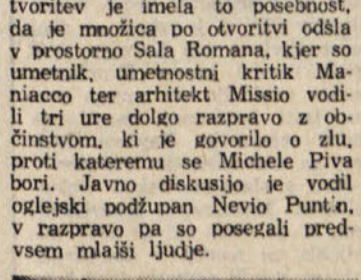 tvoritev je imela to posebnost,
da je množica po otvoritvi odšla
v prostorno Sala Romana, kjer so
umetnik, umetnostni kritik Ma-
niacco ter arhitekt Missio vodi-
li tri ure dolgo razpravo z ob-
činstvom, ki je govorilo o zlu,
proti kateremu se Michele Piva
bori. Javno diskusijo je vodil
oglejski podžupan Nevio Puntin,
v razpravo pa so posegali pred-
vsem mlajši ljudje.